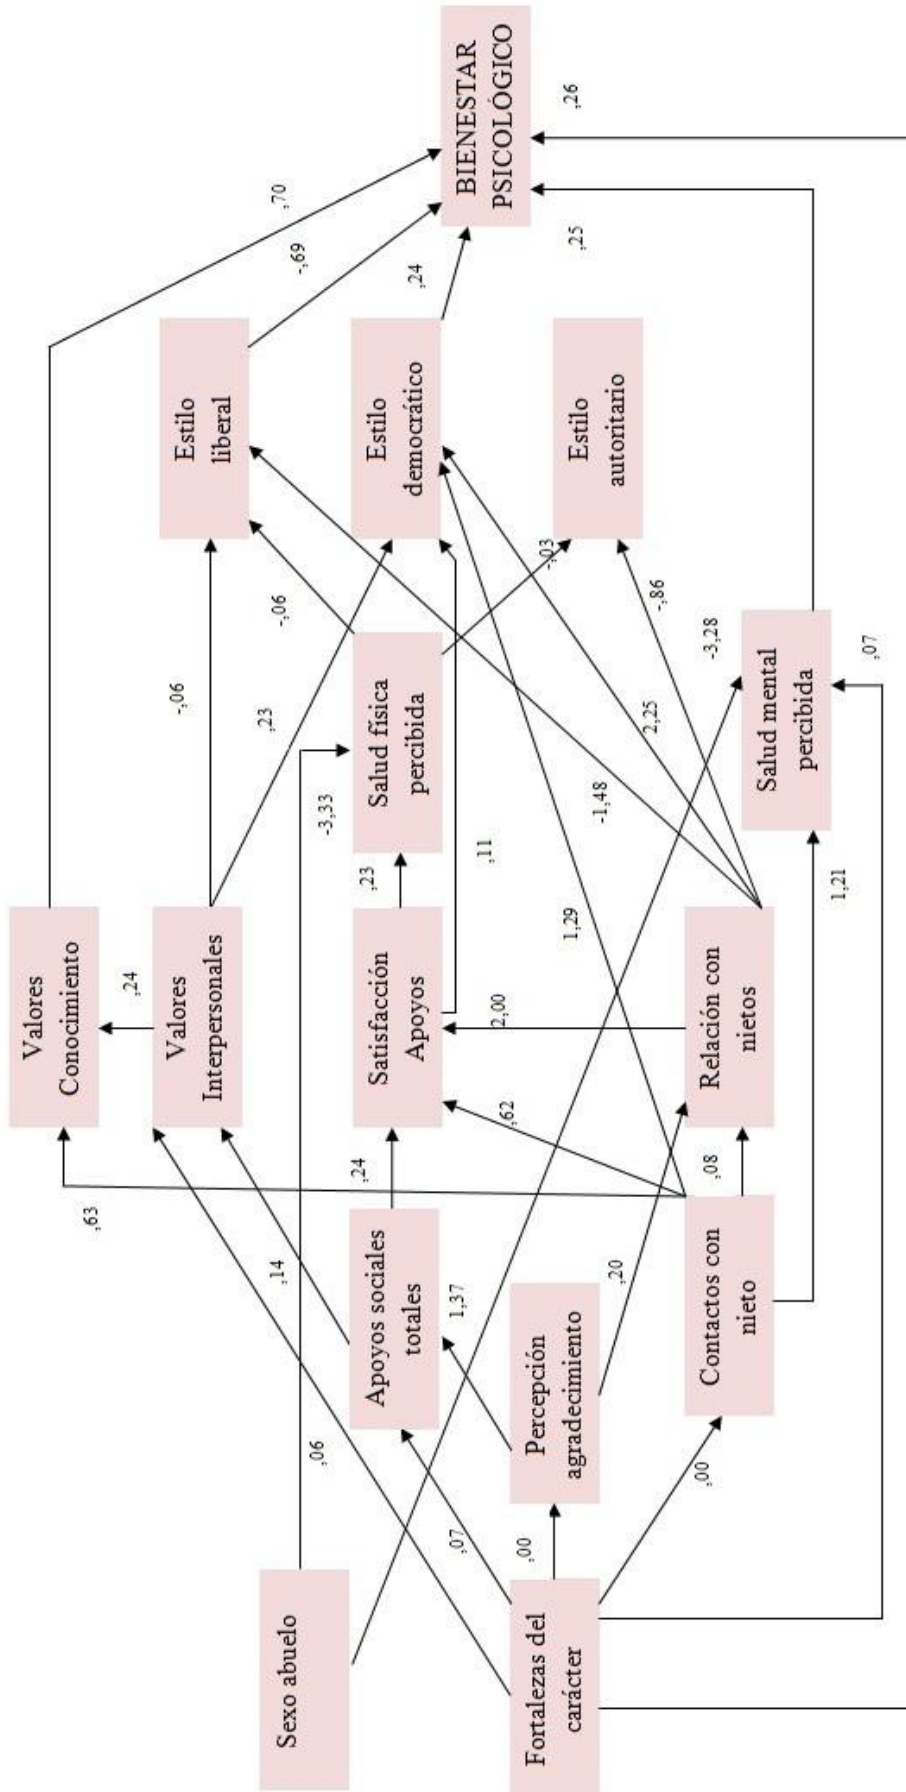 Valores
Conocimiento
,63
,24
Valores
Interpersonales
-,06
Estilo
liberal
,70
-,69
,14
,23
-,06
Sexo abuelo
,06
-3,33
Apoyos sociales
totales
,24
Satisfacción
Apoyos
,23
Salud física
percibida
Estilo
democrático
,24
,07
1,37
BIENESTAR
PSICOLÓGICO
,11
2,00
,62
,00
-,03
Fortalezas del
carácter
Percepción
agradecimiento
1,29
Estilo
autoritario
,25
,26
,20
-1,48
2,25
-,86
,00
Contactos con
nieto
,08
Relación con
nietos
-3,28
Salud mental
percibida
1,21
,07